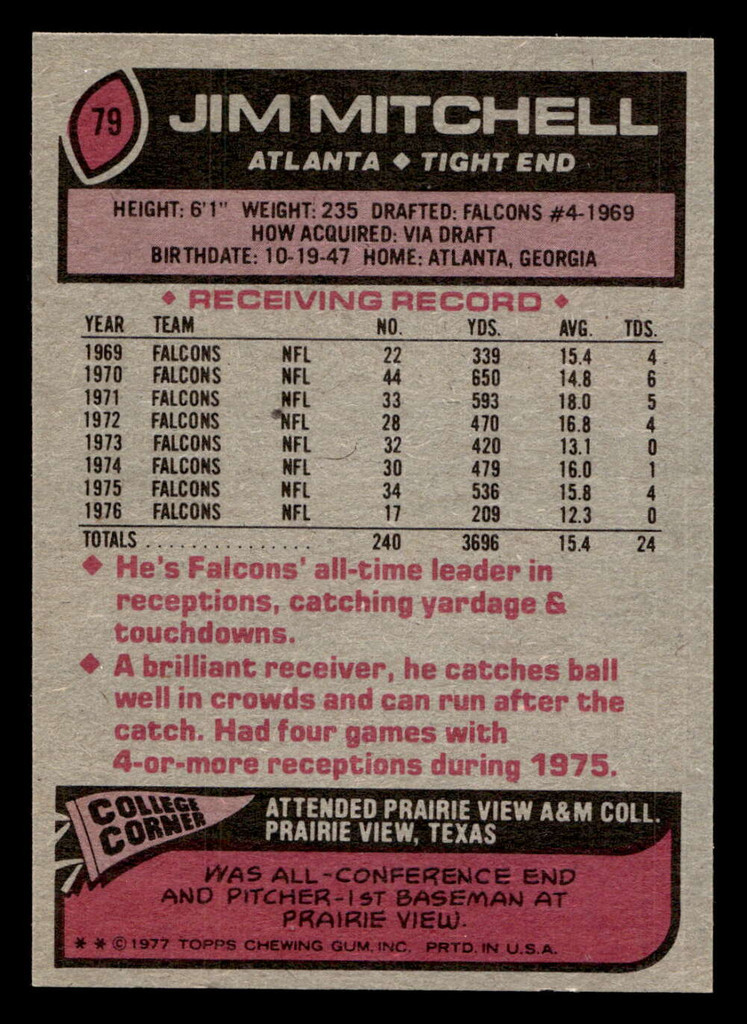 79
JIM MITCHELL
ATLANTA ◆ TIGHT END
HEIGHT: 6'1" WEIGHT: 235 DRAFTED: FALCONS #4-1969
HOW ACQUIRED: VIA DRAFT
BIRTHDATE: 10-19-47 HOME: ATLANTA, GEORGIA
◆ RECEIVING RECORD ◆
YEAR TEAM NO. YDS. AVG. TDS.
1969 FALCONS NFL 22 339 15.4 4
1970 FALCONS NFL 44 650 14.8 6
1971 FALCONS NFL 33 593 18.0 5
1972 FALCONS NFL 28 470 16.8 4
1973 FALCONS NFL 32 420 13.1 0
1974 FALCONS NFL 30 479 16.0 1
1975 FALCONS NFL 34 536 15.8 4
1976 FALCONS NFL 17 209 12.3 0
TOTALS ................ 240 3696 15.4 24
◆ He's Falcons' all-time leader in
receptions, catching yardage &
touchdowns.
◆ A brilliant receiver, he catches ball
well in crowds and can run after the
catch. Had four games with
4-or-more receptions during 1975.
COLLEGE
CORNER
ATTENDED PRAIRIE VIEW A&M COLL.
PRAIRIE VIEW, TEXAS
WAS ALL-CONFERENCE END
AND PITCHER-1ST BASEMAN AT
PRAIRIE VIEW.
* * © 1977 TOPPS CHEWING GUM, INC. PRTD. IN U.S.A.